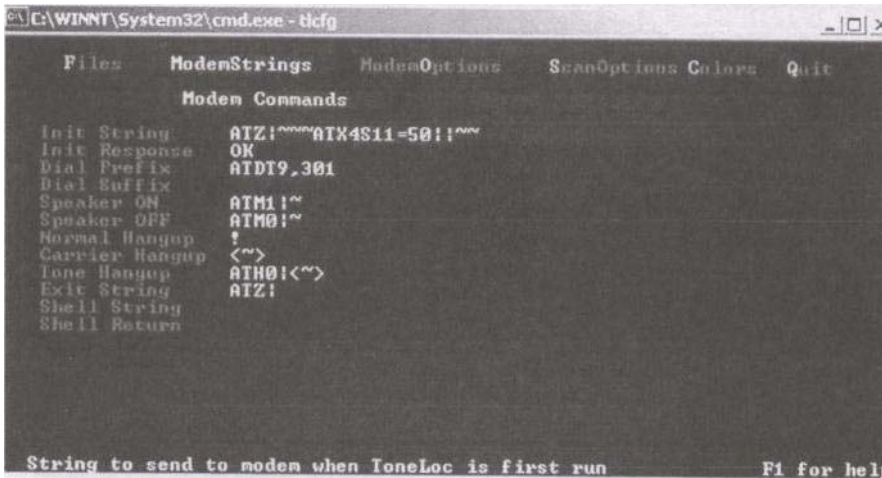 C:\WINNT\System32\cmd.exe - tlcfg
Files ModemStrings ModemOptions ScanOptions Colors Quit
Modem Commands
Init String ATZ|~~~ATX4S11=50||~~
Init Response OK
Dial Prefix ATDT9,301
Dial Suffix
Speaker ON ATM1|~
Speaker OFF ATM0|~
Normal Hangup |
Carrier Hangup <~>
Tone Hangup ATH0|<~>
Exit String ATZ|
Shell String
Shell Return
String to send to modem when ToneLoc is first run F1 for hel